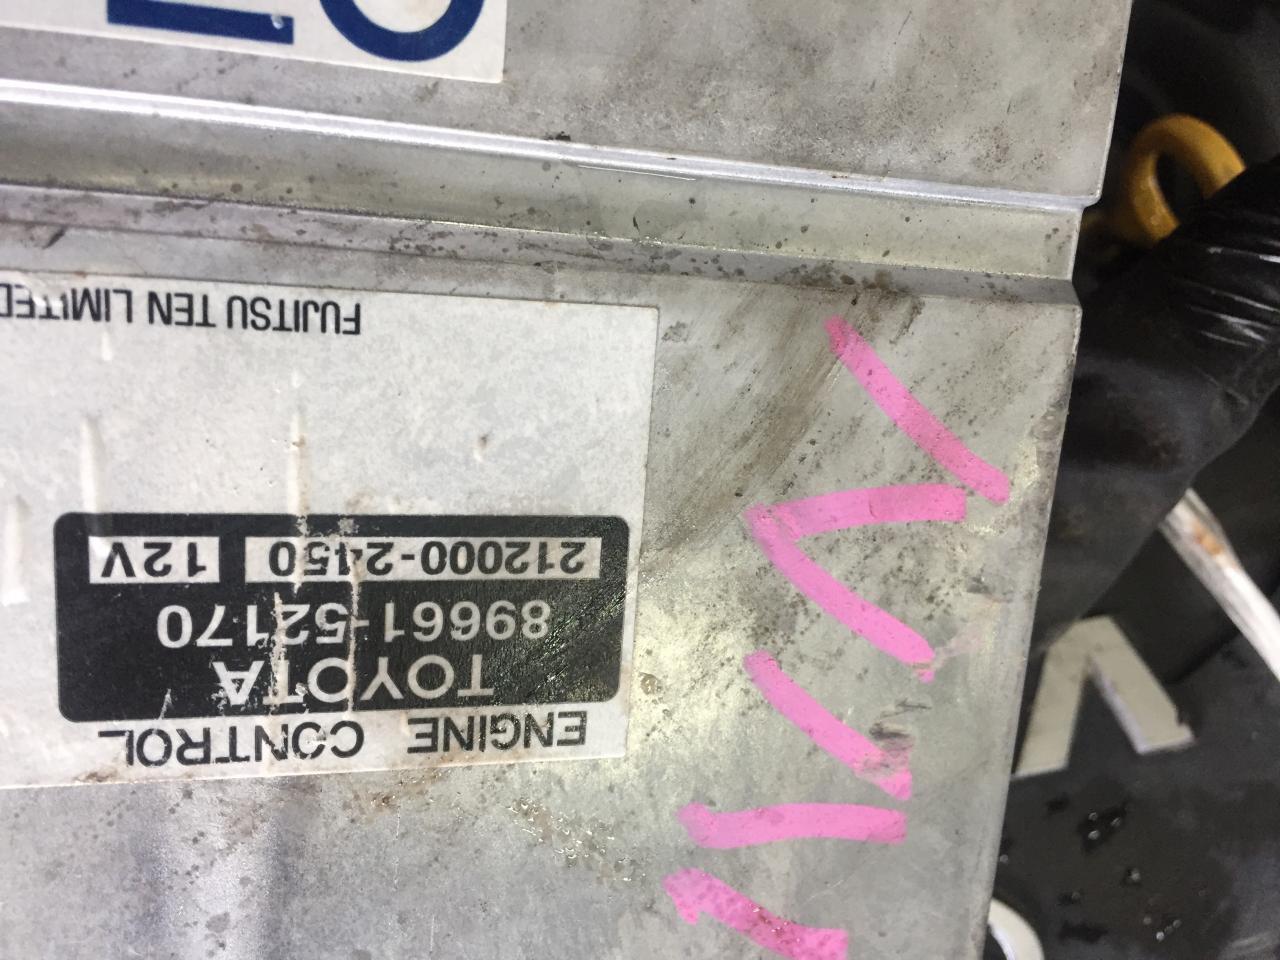 ENGINE CONTROL
TOYOTA
89661-52170
212000-2450 12V
FUJITSU TEN LIMITED